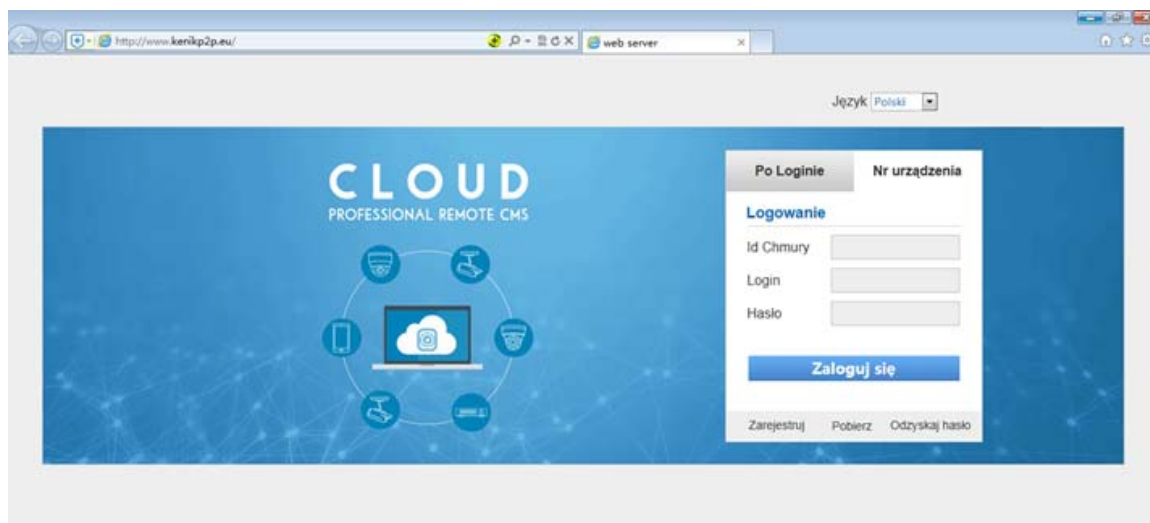 http://www.kenikp2p.eu/
web server
Język Polski
CLOUD
PROFESSIONAL REMOTE CMS
Po Loginie Nr urządzenia
Logowanie
Id Chmury
Login
Hasło
Zaloguj się
Zarejestruj Pobierz Odzyskaj hasło